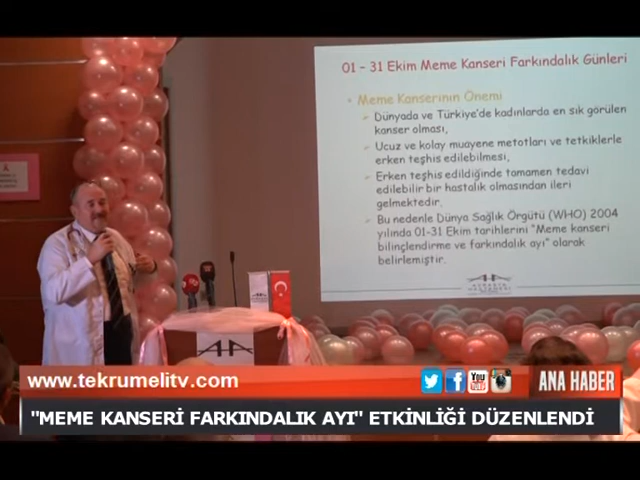 01 – 31 Ekim Meme Kanseri Farkındalık Günleri
Meme Kanserinin Önemi
Dünyada ve Türkiye'de kadınlarda en sık görülen
kanser olması,
Ucuz ve kolay muayene metotları ve tetkiklerle
erken teşhis edilebilmesi,
Erken teşhis edildiğinde tamamen tedavi
edilebilir bir hastalık olmasından ileri
gelmektedir.
Bu nedenle Dünya Sağlık Örgütü (WHO) 2004
yılında 01-31 Ekim tarihlerini "Meme kanseri
bilinçlendirme ve farkındalık ayı" olarak
belirlemiştir.
www.tekrumelitv.com
You Tube
ANA HABER
"MEME KANSERİ FARKINDALIK AYI" ETKİNLİĞİ DÜZENLENDİ